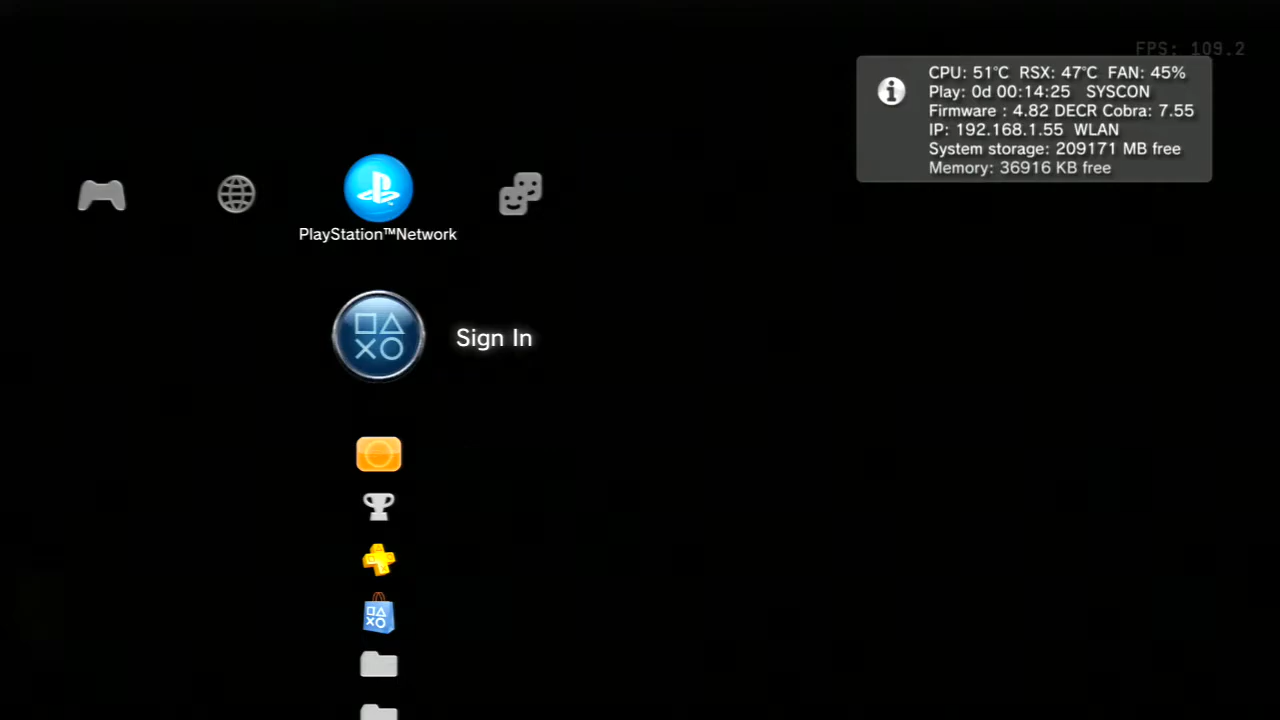 FPS: 109.2
CPU: 51°C RSX: 47°C FAN: 45%
Play: 0d 00:14:25 SYSCON
Firmware : 4.82 DECR Cobra: 7.55
IP: 192.168.1.55 WLAN
System storage: 209171 MB free
Memory: 36916 KB free
PlayStation™Network
Sign In